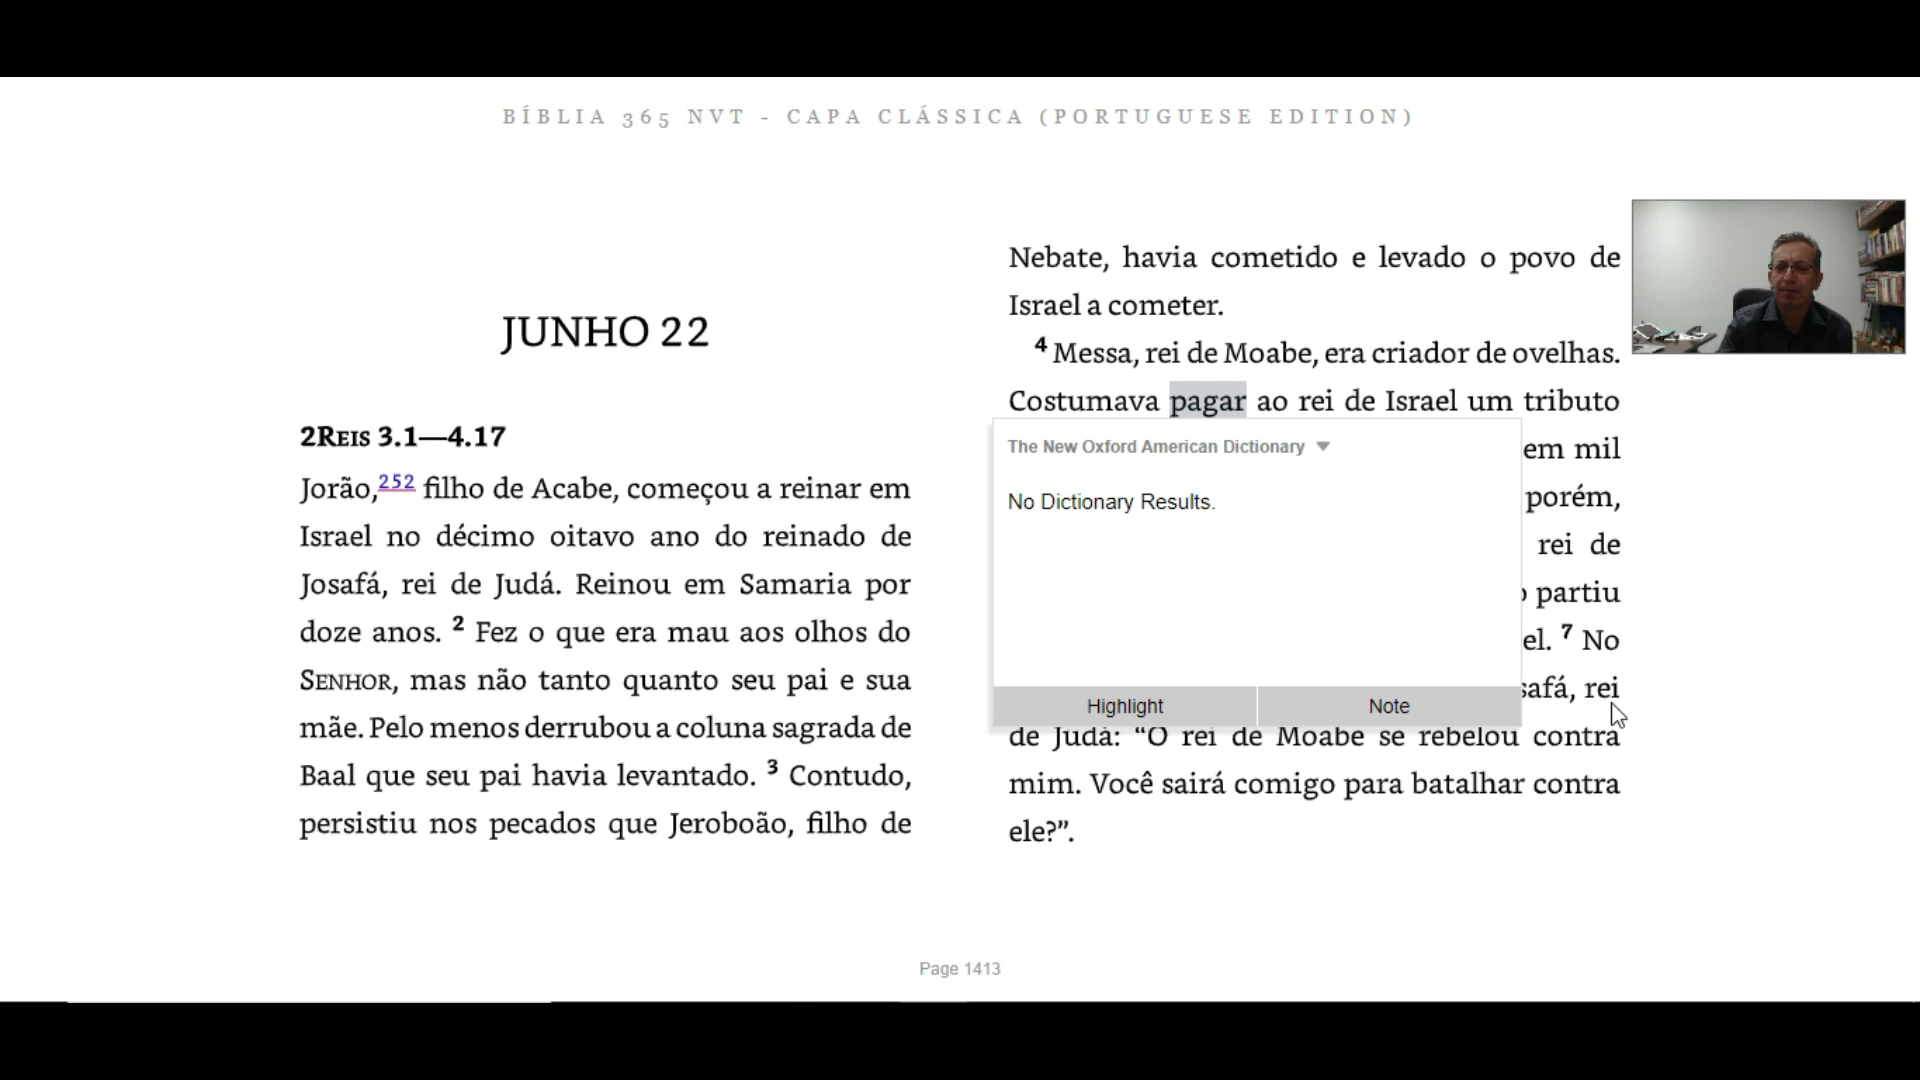 BÍBLIA 365 NVT - CAPA CLÁSSICA (PORTUGUESE EDITION)
JUNHO 22
2REIS 3.1—4.17
Jorão,252 filho de Acabe, começou a reinar em
Israel no décimo oitavo ano do reinado de
Josafá, rei de Judá. Reinou em Samaria por
doze anos. 2 Fez o que era mau aos olhos do
SENHOR, mas não tanto quanto seu pai e sua
mãe. Pelo menos derrubou a coluna sagrada de
Baal que seu pai havia levantado. 3 Contudo,
persistiu nos pecados que Jeroboão, filho de
Nebate, havia cometido e levado o povo de
Israel a cometer.
4 Messa, rei de Moabe, era criador de ovelhas.
Costumava pagar ao rei de Israel um tributo
em mil
porém,
rei de
partiu
el. 7 No
safá, rei
The New Oxford American Dictionary
No Dictionary Results.
Highlight Note
de Judá: “O rei de Moabe se rebelou contra
mim. Você sairá comigo para batalhar contra
ele?”.
Page 1413